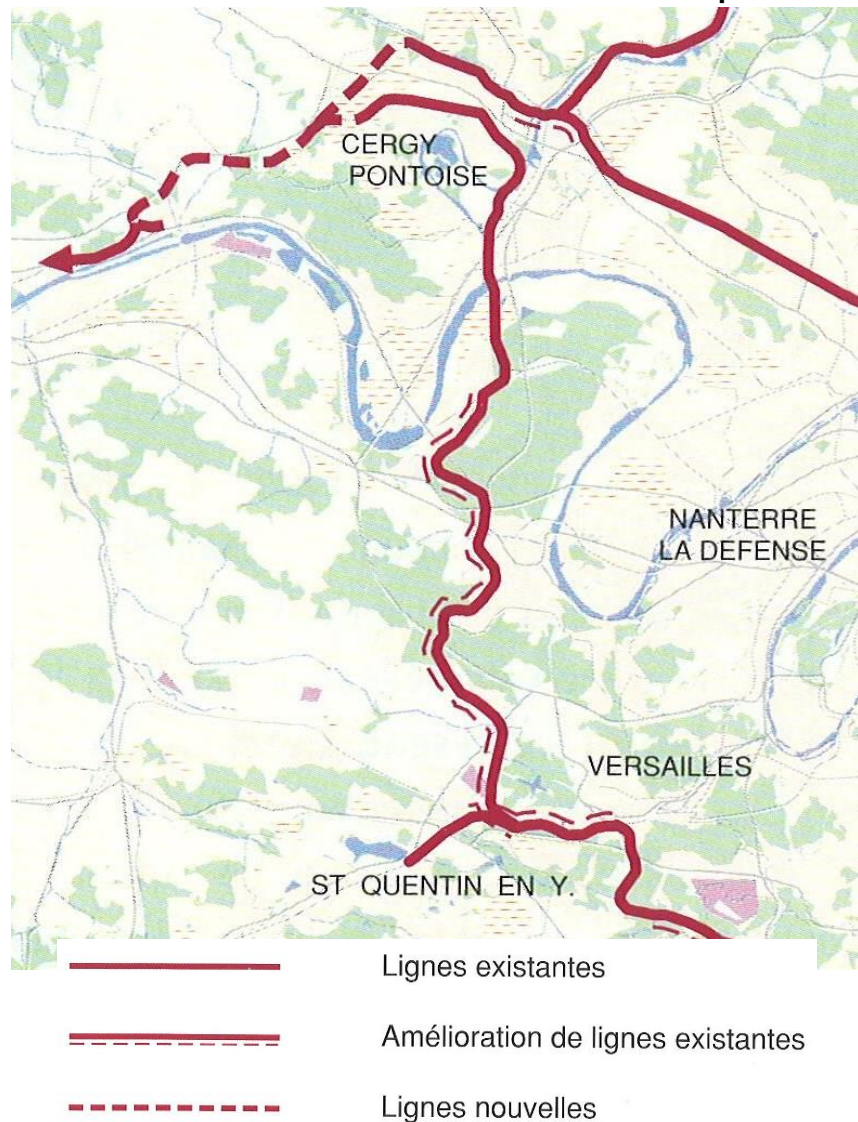 CERGY
PONTOISE
NANTERRE
LA DEFENSE
VERSAILLES
ST QUENTIN EN Y.
Lignes existantes
Amélioration de lignes existantes
Lignes nouvelles